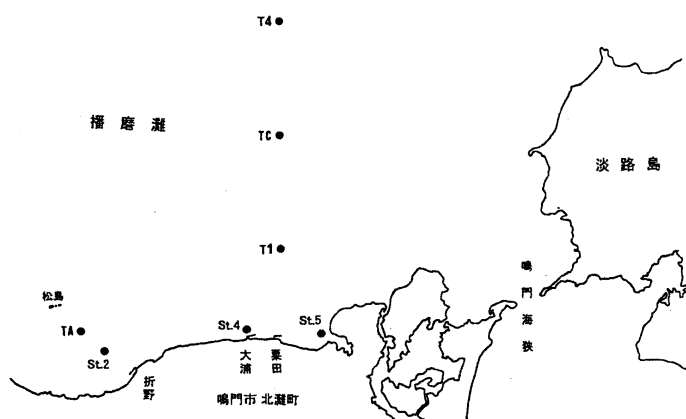 T4
播磨灘
TC
淡路島
T1
鳴門海峡
松島
TA
St.2
St.4
St.5
折野
大浦
粟田
鳴門市 北灘町